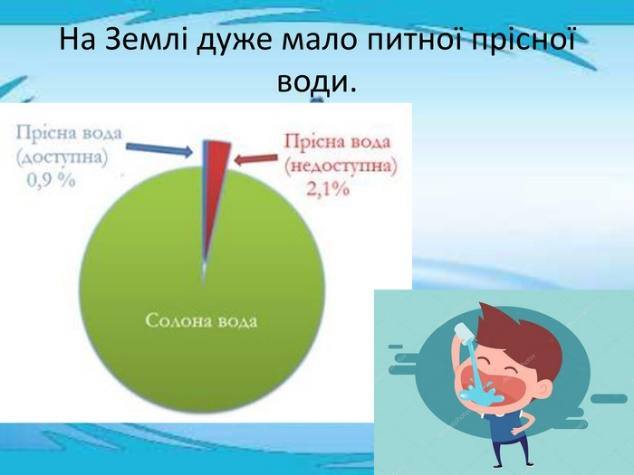 На Землі дуже мало питної прісної
води.
Прісна вода
(доступна)
0,9 %
Прісна вода
(недоступна)
2,1%
Солона вода